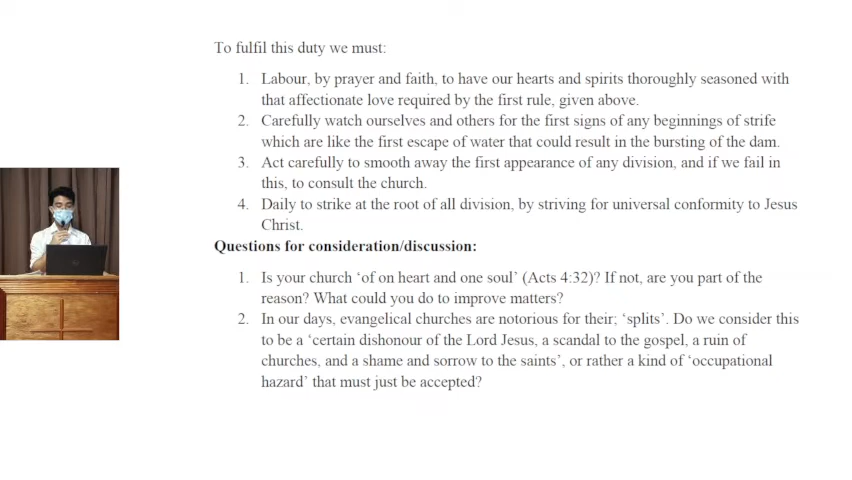 To fulfil this duty we must:
1. Labour, by prayer and faith, to have our hearts and spirits thoroughly seasoned with
that affectionate love required by the first rule, given above.
2. Carefully watch ourselves and others for the first signs of any beginnings of strife
which are like the first escape of water that could result in the bursting of the dam.
3. Act carefully to smooth away the first appearance of any division, and if we fail in
this, to consult the church.
4. Daily to strike at the root of all division, by striving for universal conformity to Jesus
Christ.
Questions for consideration/discussion:
1. Is your church ‘of on heart and one soul’ (Acts 4:32)? If not, are you part of the
reason? What could you do to improve matters?
2. In our days, evangelical churches are notorious for their; ‘splits’. Do we consider this
to be a ‘certain dishonour of the Lord Jesus, a scandal to the gospel, a ruin of
churches, and a shame and sorrow to the saints’, or rather a kind of ‘occupational
hazard’ that must just be accepted?